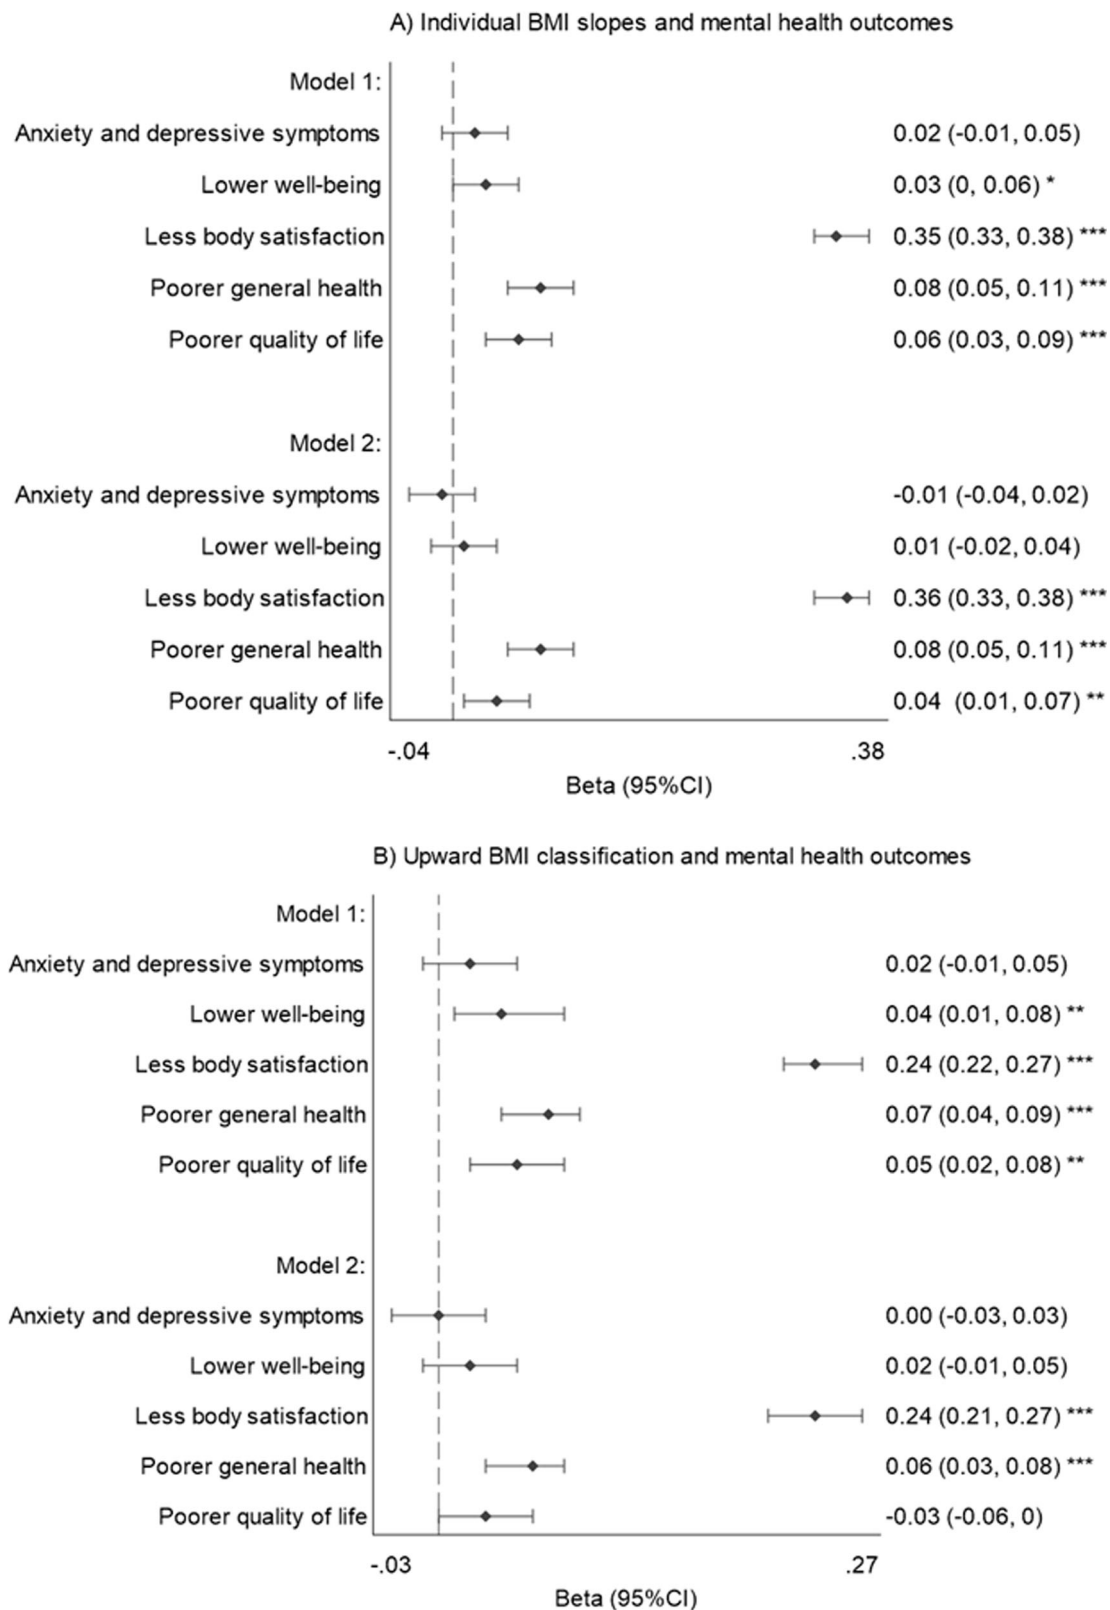 A) Individual BMI slopes and mental health outcomes
Model 1:
Anxiety and depressive symptoms 0.02 (-0.01, 0.05)
Lower well-being 0.03 (0, 0.06) *
Less body satisfaction 0.35 (0.33, 0.38) ***
Poorer general health 0.08 (0.05, 0.11) ***
Poorer quality of life 0.06 (0.03, 0.09) ***
Model 2:
Anxiety and depressive symptoms -0.01 (-0.04, 0.02)
Lower well-being 0.01 (-0.02, 0.04)
Less body satisfaction 0.36 (0.33, 0.38) ***
Poorer general health 0.08 (0.05, 0.11) ***
Poorer quality of life 0.04 (0.01, 0.07) **
-.04 .38
Beta (95%CI)
B) Upward BMI classification and mental health outcomes
Model 1:
Anxiety and depressive symptoms 0.02 (-0.01, 0.05)
Lower well-being 0.04 (0.01, 0.08) **
Less body satisfaction 0.24 (0.22, 0.27) ***
Poorer general health 0.07 (0.04, 0.09) ***
Poorer quality of life 0.05 (0.02, 0.08) **
Model 2:
Anxiety and depressive symptoms 0.00 (-0.03, 0.03)
Lower well-being 0.02 (-0.01, 0.05)
Less body satisfaction 0.24 (0.21, 0.27) ***
Poorer general health 0.06 (0.03, 0.08) ***
Poorer quality of life -0.03 (-0.06, 0)
-.03 .27
Beta (95%CI)